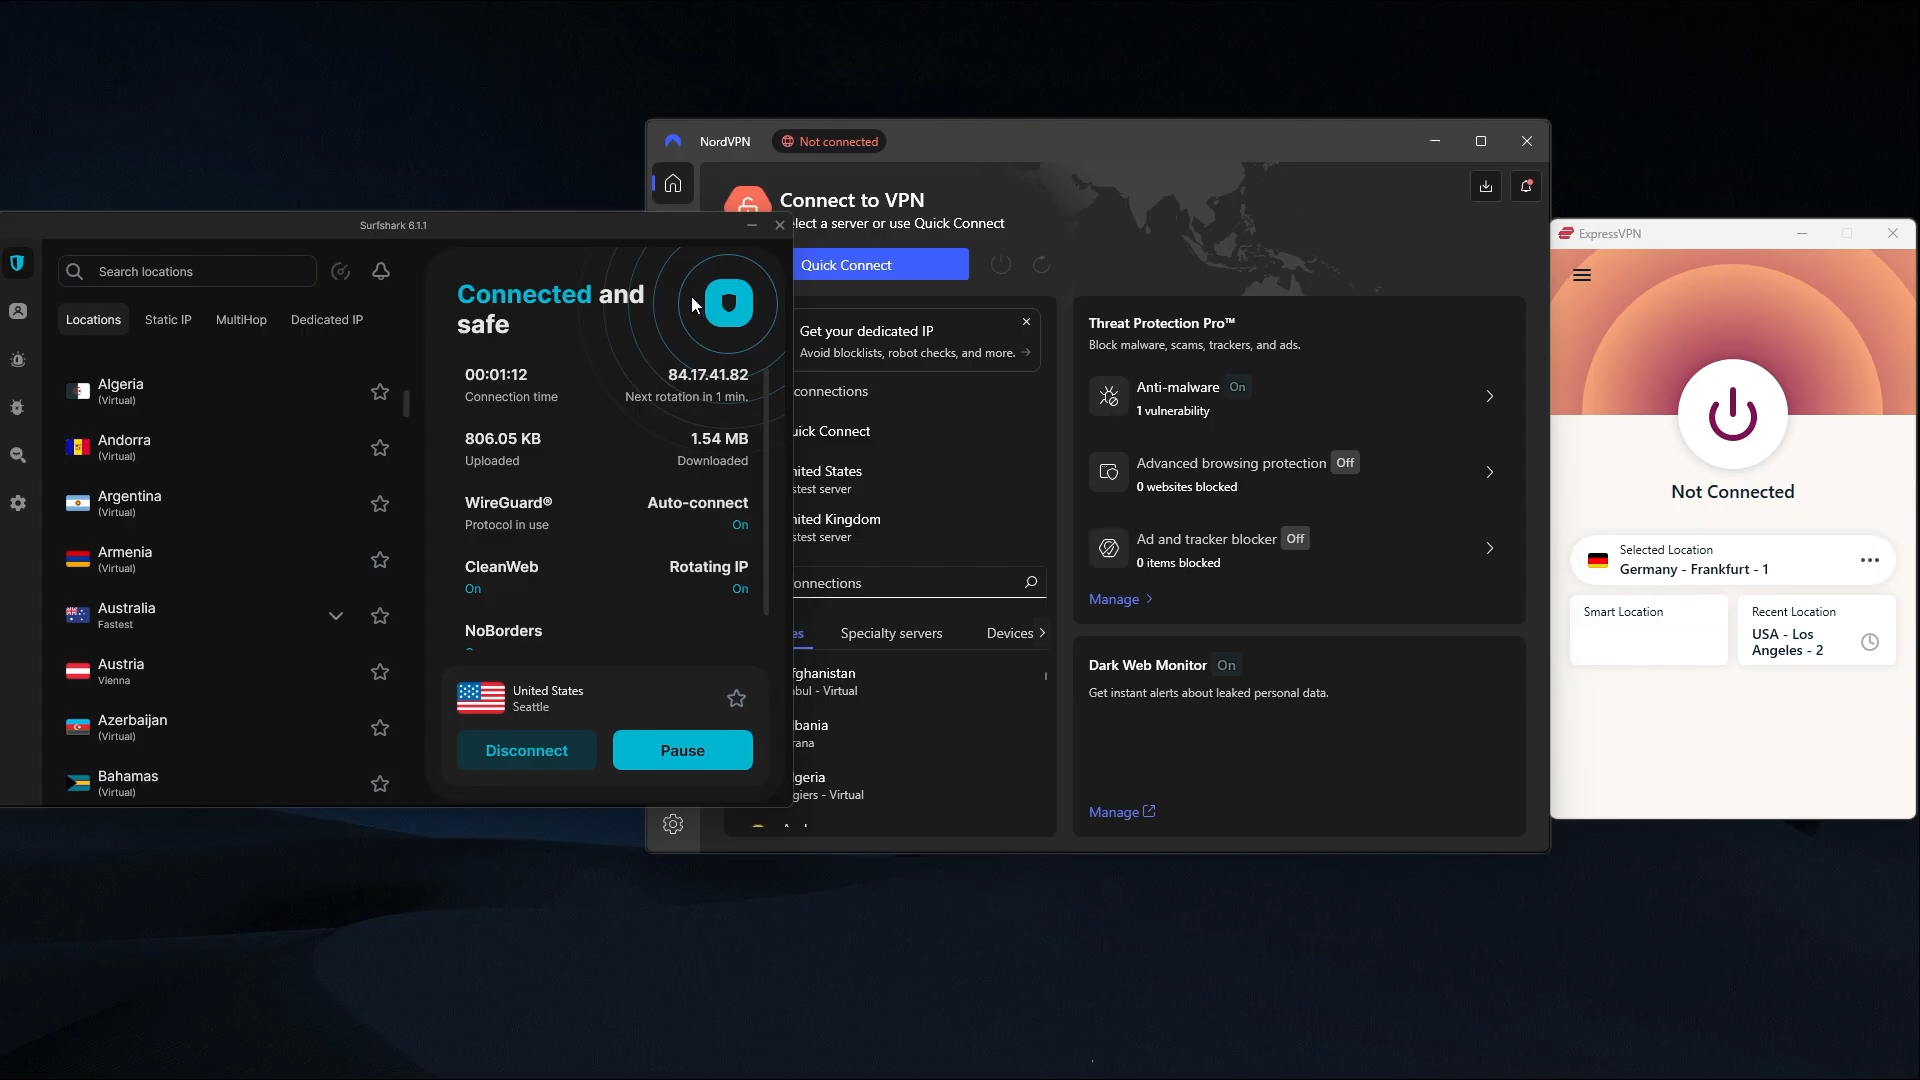 Surfshark 6.1.1
Search locations
Locations
Static IP
MultiHop
Dedicated IP
Algeria
(Virtual)
Andorra
(Virtual)
Argentina
(Virtual)
Armenia
(Virtual)
Australia
Fastest
Austria
Vienna
Azerbaijan
(Virtual)
Bahamas
(Virtual)
Connected and
safe
00:01:12
Connection time
84.17.41.82
Next rotation in 1 min.
806.05 KB
Uploaded
1.54 MB
Downloaded
WireGuard®
Protocol in use
Auto-connect
On
CleanWeb
On
Rotating IP
On
NoBorders
United States
Seattle
Disconnect
Pause
NordVPN
Not connected
Connect to VPN
lect a server or use Quick Connect
Quick Connect
Get your dedicated IP
Avoid blocklists, robot checks, and more. →
connections
uick Connect
nited States
stest server
nited Kingdom
stest server
onnections
es
Specialty servers
Devices
fghanistan
bul - Virtual
lbania
rana
lgeria
giers - Virtual
Threat Protection Pro™
Block malware, scams, trackers, and ads.
Anti-malware On
1 vulnerability
Advanced browsing protection Off
0 websites blocked
Ad and tracker blocker Off
0 items blocked
Manage
Dark Web Monitor On
Get instant alerts about leaked personal data.
Manage
ExpressVPN
Not Connected
Selected Location
Germany - Frankfurt - 1
Smart Location
Recent Location
USA - Los
Angeles - 2